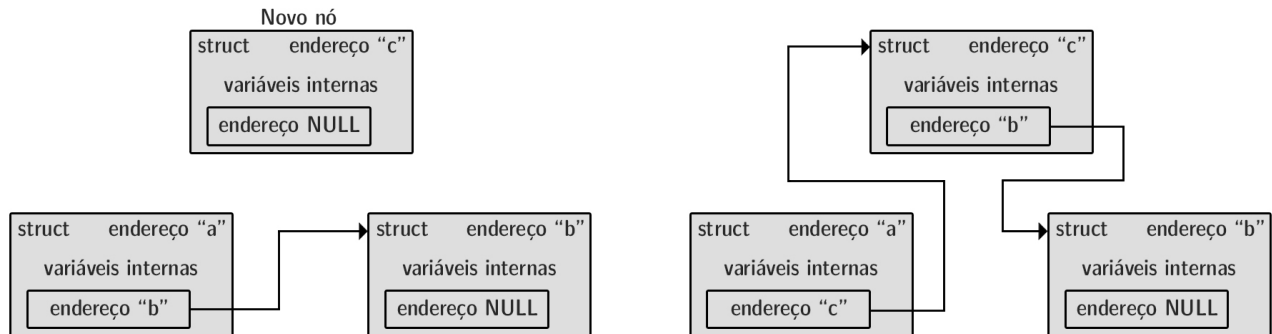 Novo nó
struct endereço “c”
variáveis internas
endereço NULL
struct endereço “a”
variáveis internas
endereço “b”
struct endereço “b”
variáveis internas
endereço NULL
struct endereço “c”
variáveis internas
endereço “b”
struct endereço “a”
variáveis internas
endereço “c”
struct endereço “b”
variáveis internas
endereço NULL